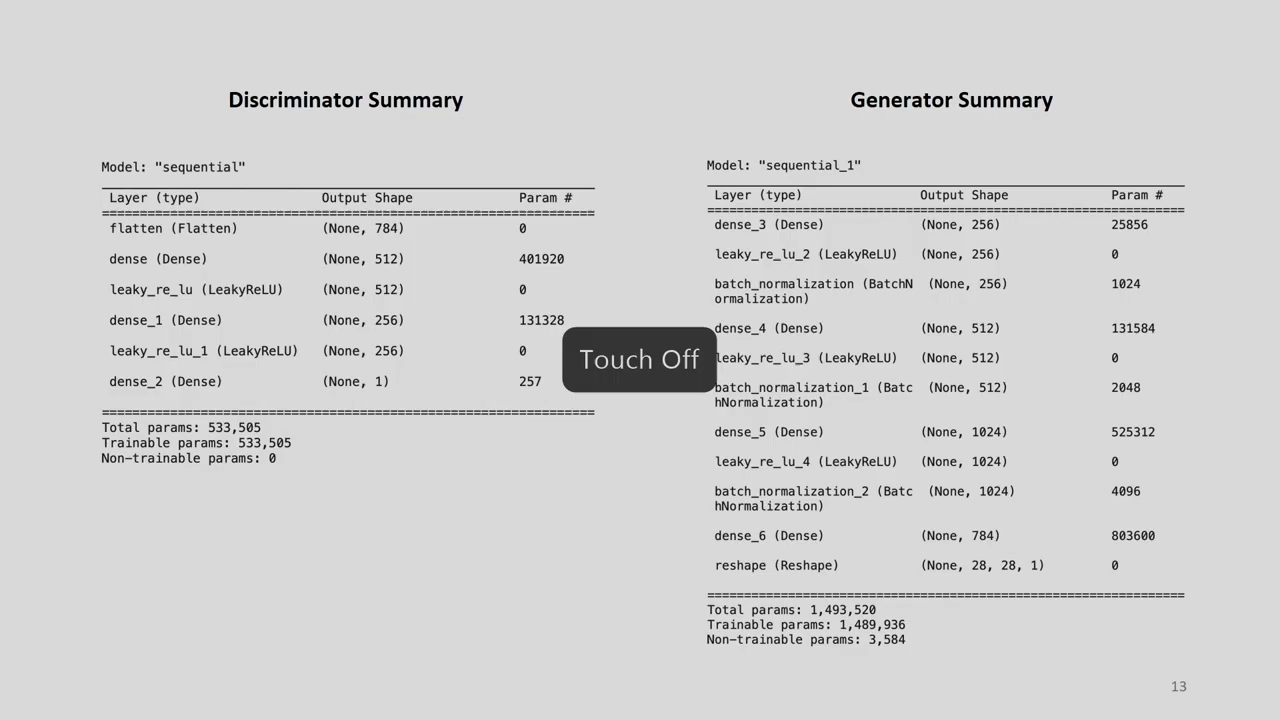 Discriminator Summary
Model: "sequential"
Layer (type) Output Shape Param #
flatten (Flatten) (None, 784) 0
dense (Dense) (None, 512) 401920
leaky_re_lu (LeakyReLU) (None, 512) 0
dense_1 (Dense) (None, 256) 131328
leaky_re_lu_1 (LeakyReLU) (None, 256) 0
dense_2 (Dense) (None, 1) 257
Total params: 533,505
Trainable params: 533,505
Non-trainable params: 0
Touch Off
Generator Summary
Model: "sequential_1"
Layer (type) Output Shape Param #
dense_3 (Dense) (None, 256) 25856
leaky_re_lu_2 (LeakyReLU) (None, 256) 0
batch_normalization (BatchN (None, 256) 1024
ormalization)
dense_4 (Dense) (None, 512) 131584
leaky_re_lu_3 (LeakyReLU) (None, 512) 0
batch_normalization_1 (Batc (None, 512) 2048
hNormalization)
dense_5 (Dense) (None, 1024) 525312
leaky_re_lu_4 (LeakyReLU) (None, 1024) 0
batch_normalization_2 (Batc (None, 1024) 4096
hNormalization)
dense_6 (Dense) (None, 784) 803600
reshape (Reshape) (None, 28, 28, 1) 0
Total params: 1,493,520
Trainable params: 1,489,936
Non-trainable params: 3,584
13